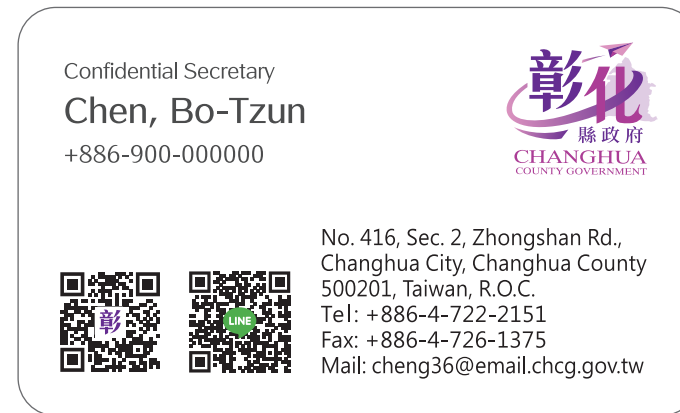 Confidential Secretary
Chen, Bo-Tzun
+886-900-000000
彰化
縣政府
CHANGHUA
COUNTY GOVERNMENT
彰
LINE
No. 416, Sec. 2, Zhongshan Rd.,
Changhua City, Changhua County
500201, Taiwan, R.O.C.
Tel: +886-4-722-2151
Fax: +886-4-726-1375
Mail: cheng36@email.chcg.gov.tw